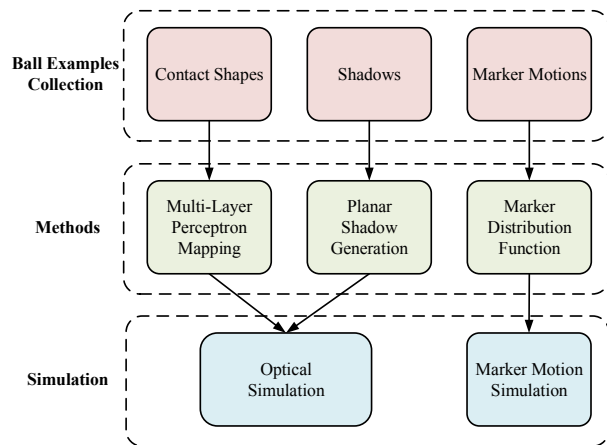 Ball Examples
Collection
Contact Shapes
Shadows
Marker Motions
Methods
Multi-Layer
Perceptron
Mapping
Planar
Shadow
Generation
Marker
Distribution
Function
Simulation
Optical
Simulation
Marker Motion
Simulation